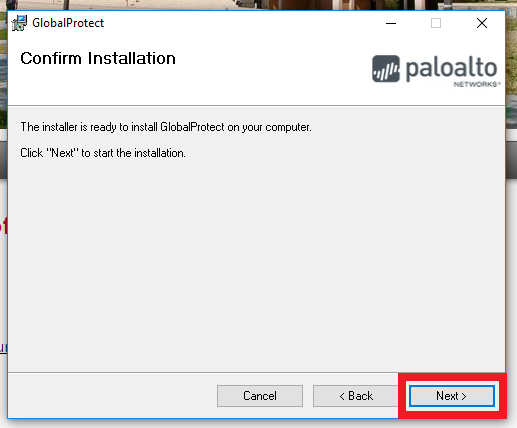 GlobalProtect
Confirm Installation
paloalto
NETWORKS
The installer is ready to install GlobalProtect on your computer.
Click "Next" to start the installation.
Cancel
< Back
Next >